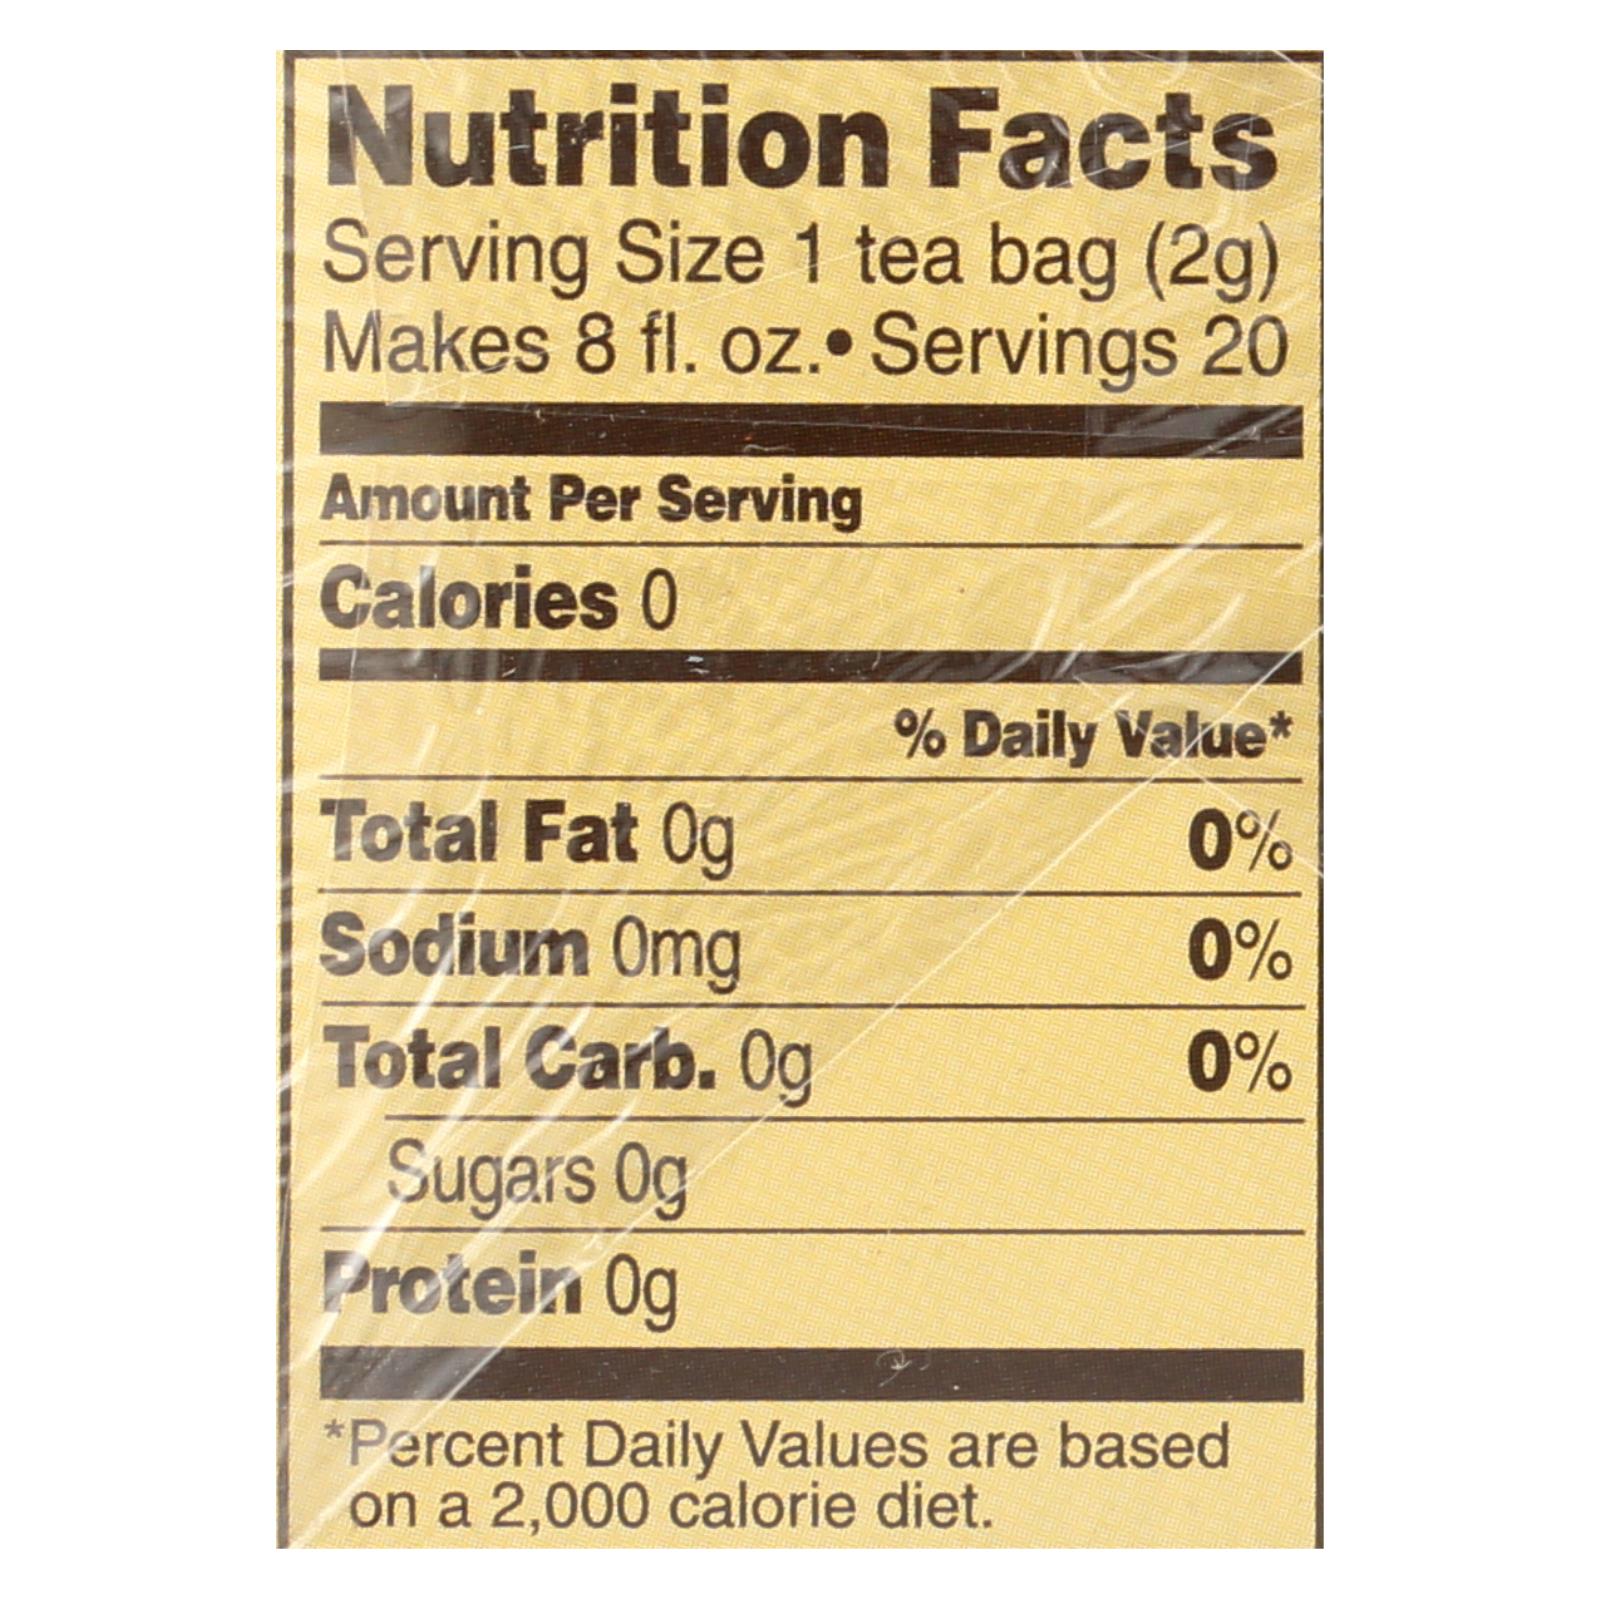 Nutrition Facts
Serving Size 1 tea bag (2g)
Makes 8 fl. oz.• Servings 20
Amount Per Serving
Calories 0
% Daily Value*
Total Fat 0g 0%
Sodium 0mg 0%
Total Carb. 0g 0%
Sugars 0g
Protein 0g
*Percent Daily Values are based
on a 2,000 calorie diet.